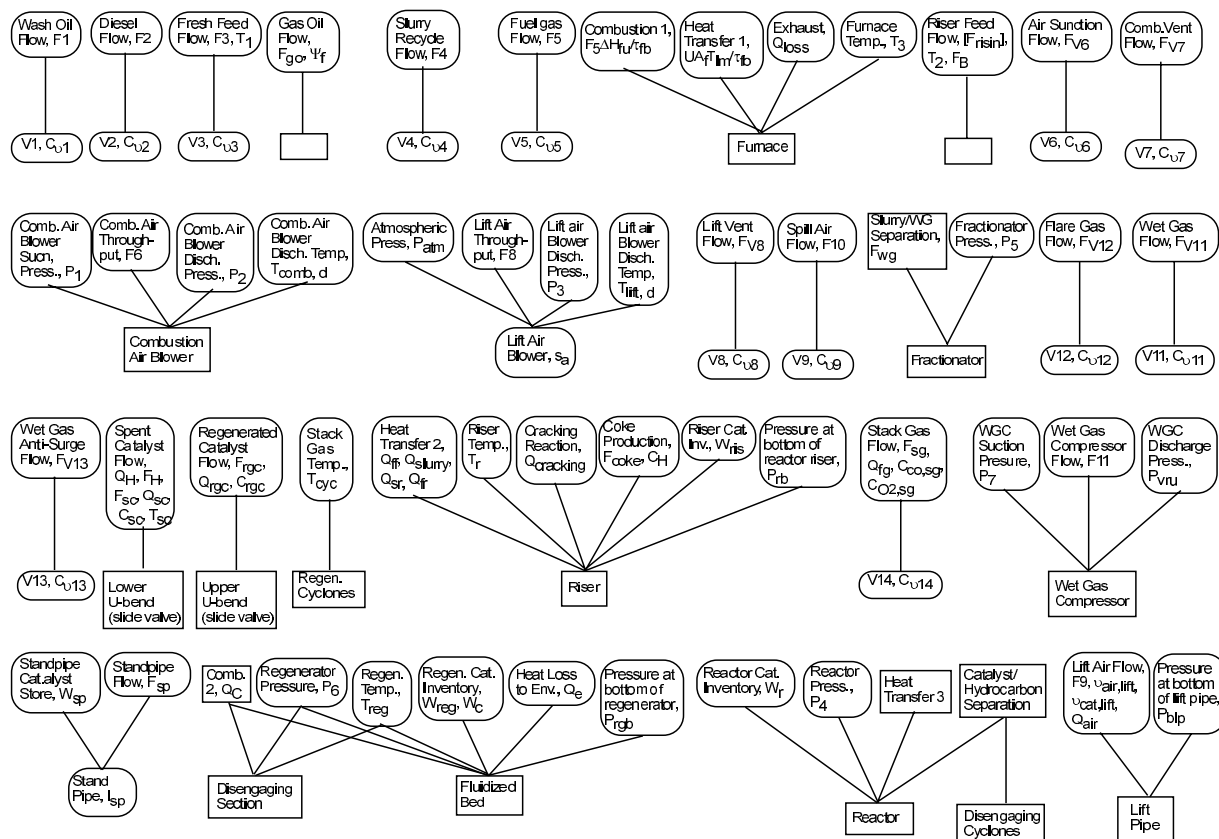 Wash Oil
Flow, F1
Diesel
Flow, F2
Fresh Feed
Flow, F3, T1
Gas Oil
Flow,
Fgo, Ψf
Slurry
Recycle
Flow, F4
Fuel gas
Flow, F5
Combustion 1,
F5ΔHfu/τfb
Heat
Transfer 1,
UAfTlm/τfb
Exhaust,
Qloss
Furnace
Temp., T3
Riser Feed
Flow, [Frisin],
T2, FB
Air Sunction
Flow, FV6
Comb.Vent
Flow, FV7
V1, Cυ1
V2, Cυ2
V3, Cυ3
V4, Cυ4
V5, Cυ5
Furnace
V6, Cυ6
V7, Cυ7
Comb. Air
Blower
Sucn,
Press., P1
Comb. Air
Through-
put, F6
Comb. Air
Blower
Disch.
Press., P2
Comb. Air
Blower
Disch. Temp,
Tcomb, d
Atmospheric
Press, Patm
Lift Air
Through-
put, F8
Lift air
Blower
Disch.
Press.,
P3
Lift air
Blower
Disch.
Temp,
Tlift, d
Lift Vent
Flow, FV8
Spill Air
Flow, F10
Slurry/WG
Separation,
Fwg
Fractionator
Press., P5
Flare Gas
Flow, FV12
Wet Gas
Flow, FV11
Combustion
Air Blower
Lift Air
Blower, sa
V8, Cυ8
V9, Cυ9
Fractionator
V12, Cυ12
V11, Cυ11
Wet Gas
Anti-Surge
Flow, FV13
Spent
Catalyst
Flow,
QH, FH,
Fsc, Qsc,
Csc, Tsc
Regenerated
Catalyst
Flow, Frgc,
Qrgc, Crgc
Stack
Gas
Temp.,
Tcyc
Heat
Transfer 2,
Qff, Qslurry,
Qsr, Qfr
Riser
Temp.,
Tr
Cracking
Reaction,
Qcracking
Coke
Production,
Fcoke, CH
Riser Cat.
Inv., Wris
Pressure at
bottom of
reactor riser,
Prb
Stack Gas
Flow, Fsg,
Qfg, Cco,sg,
CO2,sg
WGC
Suction
Presure,
P7
Wet Gas
Compressor
Flow, F11
WGC
Discharge
Press.,
Pvru
V13, Cυ13
Lower
U-bend
(slide valve)
Upper
U-bend
(slide valve)
Regen.
Cyclones
Riser
V14, Cυ14
Wet Gas
Compressor
Standpipe
Cat.alyst
Store, Wsp
Standpipe
Flow, Fsp
Comb.
2, QC
Regenerator
Pressure, P6
Regen.
Temp.,
Treg
Regen. Cat.
Inventory,
Wreg, Wc
Heat Loss
to Env., Qe
Pressure at
bottom of
regenerator,
Prgb
Reactor Cat.
Inventory, Wr
Reactor
Press.,
P4
Heat
Transfer 3
Catalyst/
Hydrocarbon
Separation
Lift Air Flow,
F9, υair,lift,
υcat,lift,
Qair
Pressure
at bottom
of lift pipe,
Pblp
Stand
Pipe, lsp
Disengaging
Section
Fluidized
Bed
Reactor
Disengaging
Cyclones
Lift
Pipe